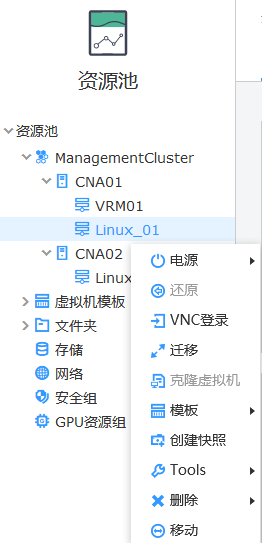 资源池
资源池
ManagementCluster
CNA01
VRM01
Linux_01
CNA02
Linux
虚拟机模板
文件夹
存储
网络
安全组
GPU资源组
电源
还原
VNC登录
迁移
克隆虚拟机
模板
创建快照
Tools
删除
移动